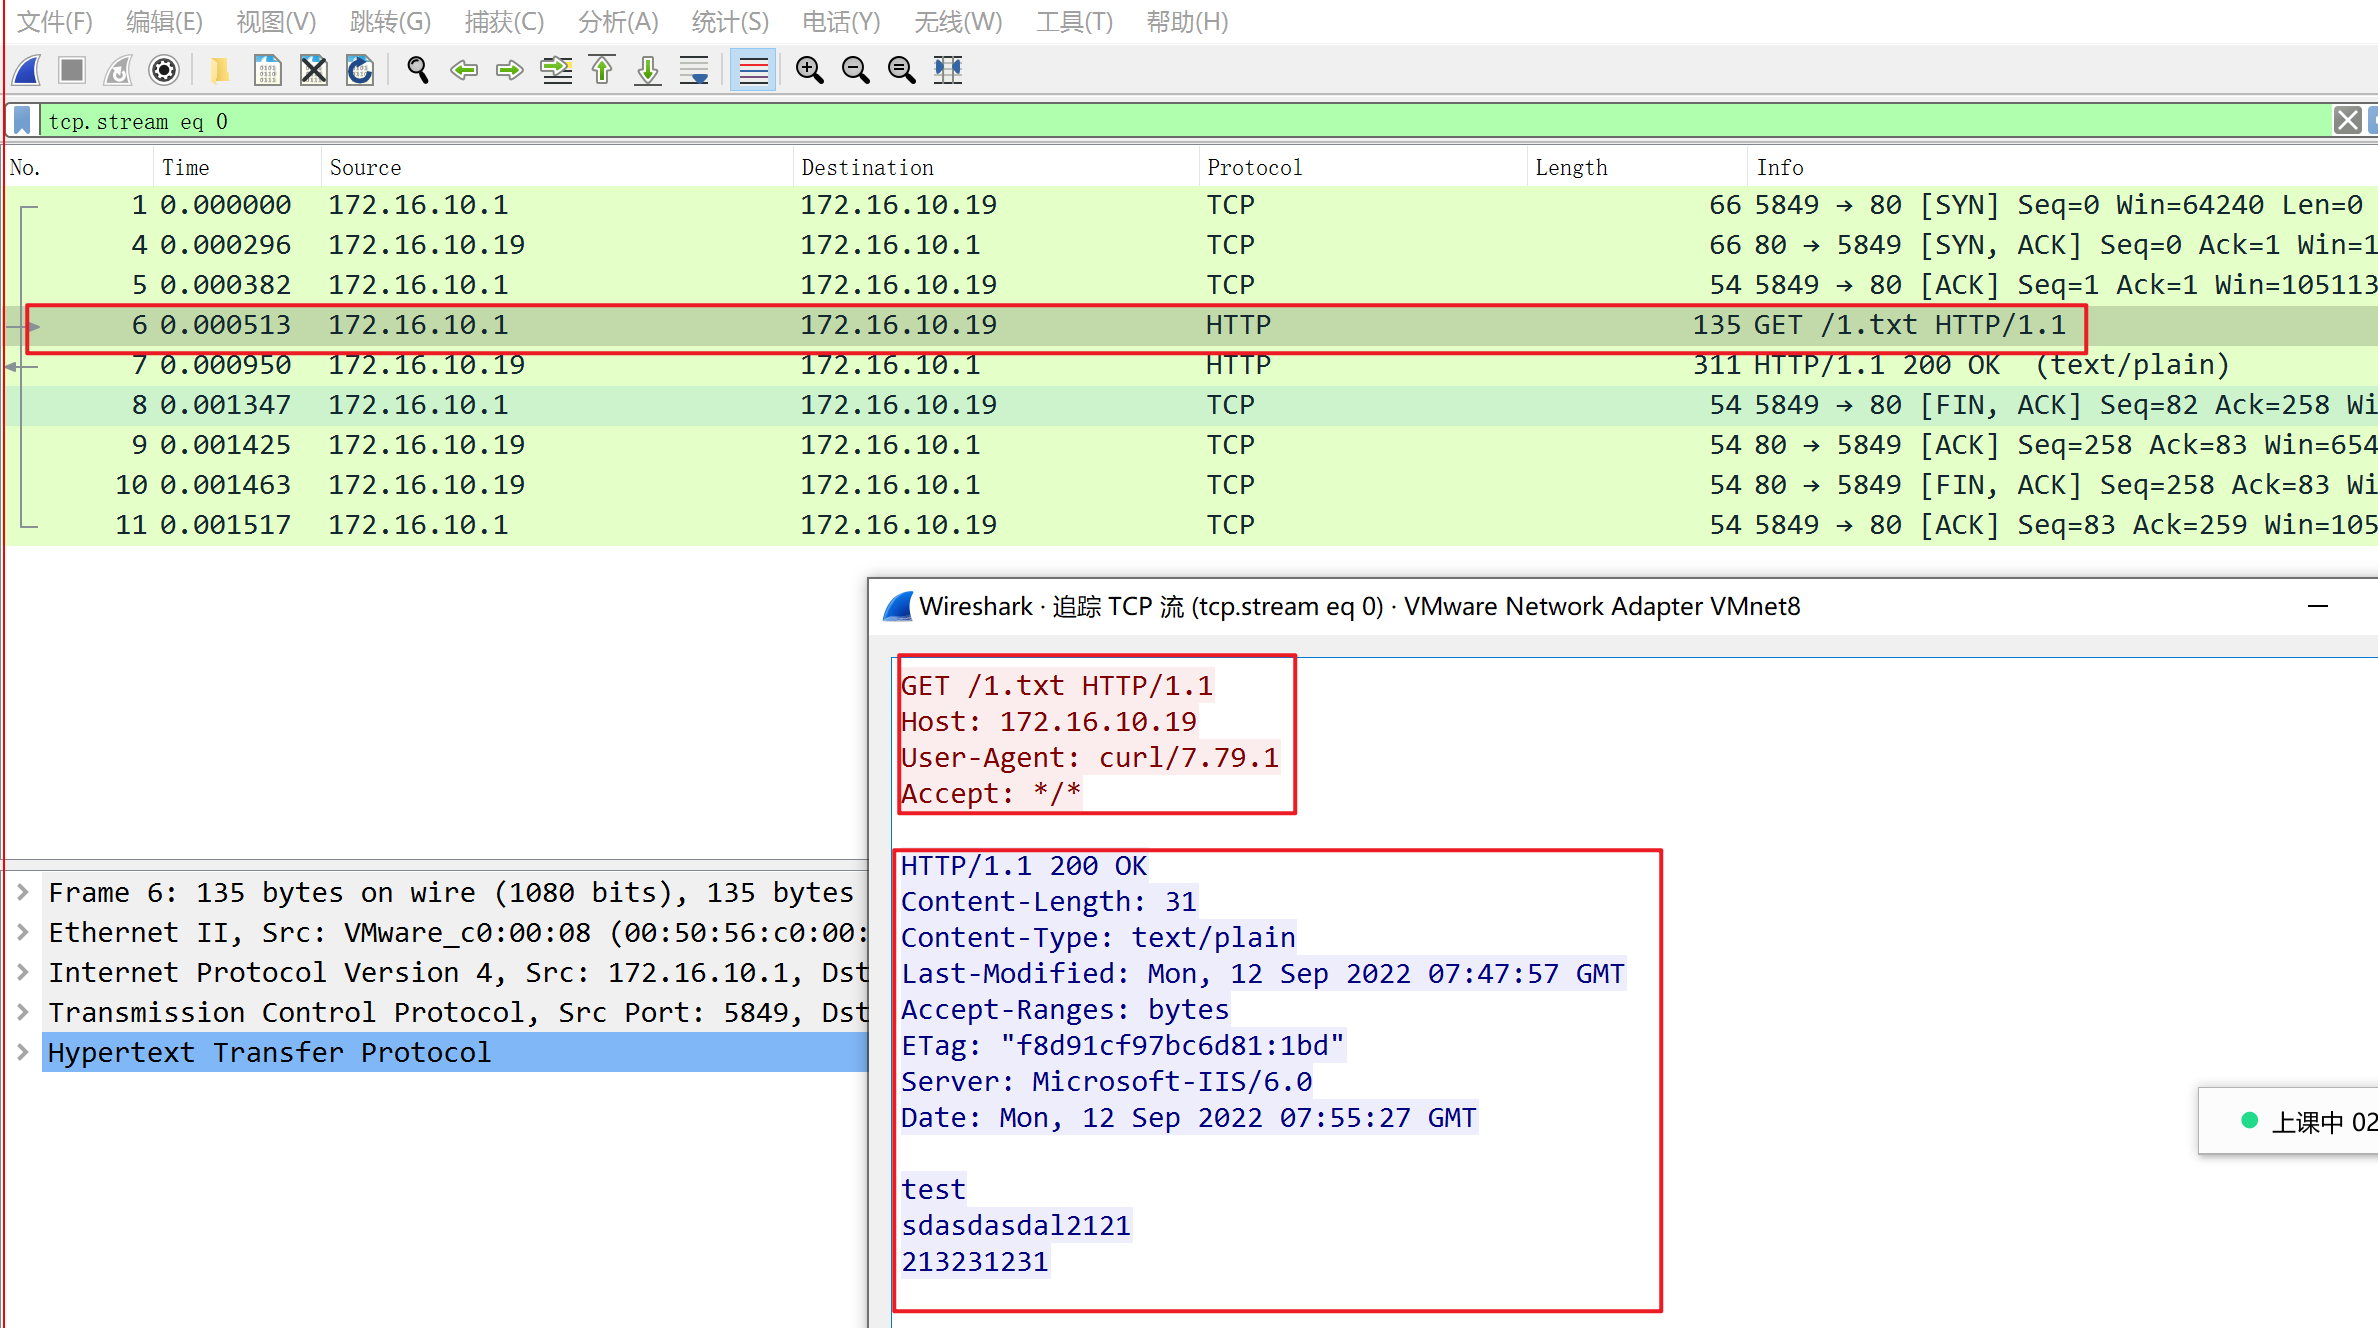 文件(F) 编辑(E) 视图(V) 跳转(G) 捕获(C) 分析(A) 统计(S) 电话(Y) 无线(W) 工具(T) 帮助(H)
tcp.stream eq 0
No. Time Source Destination Protocol Length Info
1 0.000000 172.16.10.1 172.16.10.19 TCP 66 5849 → 80 [SYN] Seq=0 Win=64240 Len=0
4 0.000296 172.16.10.19 172.16.10.1 TCP 66 80 → 5849 [SYN, ACK] Seq=0 Ack=1 Win=1
5 0.000382 172.16.10.1 172.16.10.19 TCP 54 5849 → 80 [ACK] Seq=1 Ack=1 Win=105113
6 0.000513 172.16.10.1 172.16.10.19 HTTP 135 GET /1.txt HTTP/1.1
7 0.000950 172.16.10.19 172.16.10.1 HTTP 311 HTTP/1.1 200 OK (text/plain)
8 0.001347 172.16.10.1 172.16.10.19 TCP 54 5849 → 80 [FIN, ACK] Seq=82 Ack=258 Wi
9 0.001425 172.16.10.19 172.16.10.1 TCP 54 80 → 5849 [ACK] Seq=258 Ack=83 Win=654
10 0.001463 172.16.10.19 172.16.10.1 TCP 54 80 → 5849 [FIN, ACK] Seq=258 Ack=83 Wi
11 0.001517 172.16.10.1 172.16.10.19 TCP 54 5849 → 80 [ACK] Seq=83 Ack=259 Win=105
Wireshark · 追踪 TCP 流 (tcp.stream eq 0) · VMware Network Adapter VMnet8
GET /1.txt HTTP/1.1
Host: 172.16.10.19
User-Agent: curl/7.79.1
Accept: */*
HTTP/1.1 200 OK
Content-Length: 31
Content-Type: text/plain
Last-Modified: Mon, 12 Sep 2022 07:47:57 GMT
Accept-Ranges: bytes
ETag: "f8d91cf97bc6d81:1bd"
Server: Microsoft-IIS/6.0
Date: Mon, 12 Sep 2022 07:55:27 GMT
test
sdasdasdal2121
213231231
Frame 6: 135 bytes on wire (1080 bits), 135 bytes
Ethernet II, Src: VMware_c0:00:08 (00:50:56:c0:00:
Internet Protocol Version 4, Src: 172.16.10.1, Dst
Transmission Control Protocol, Src Port: 5849, Dst
Hypertext Transfer Protocol
上课中 02